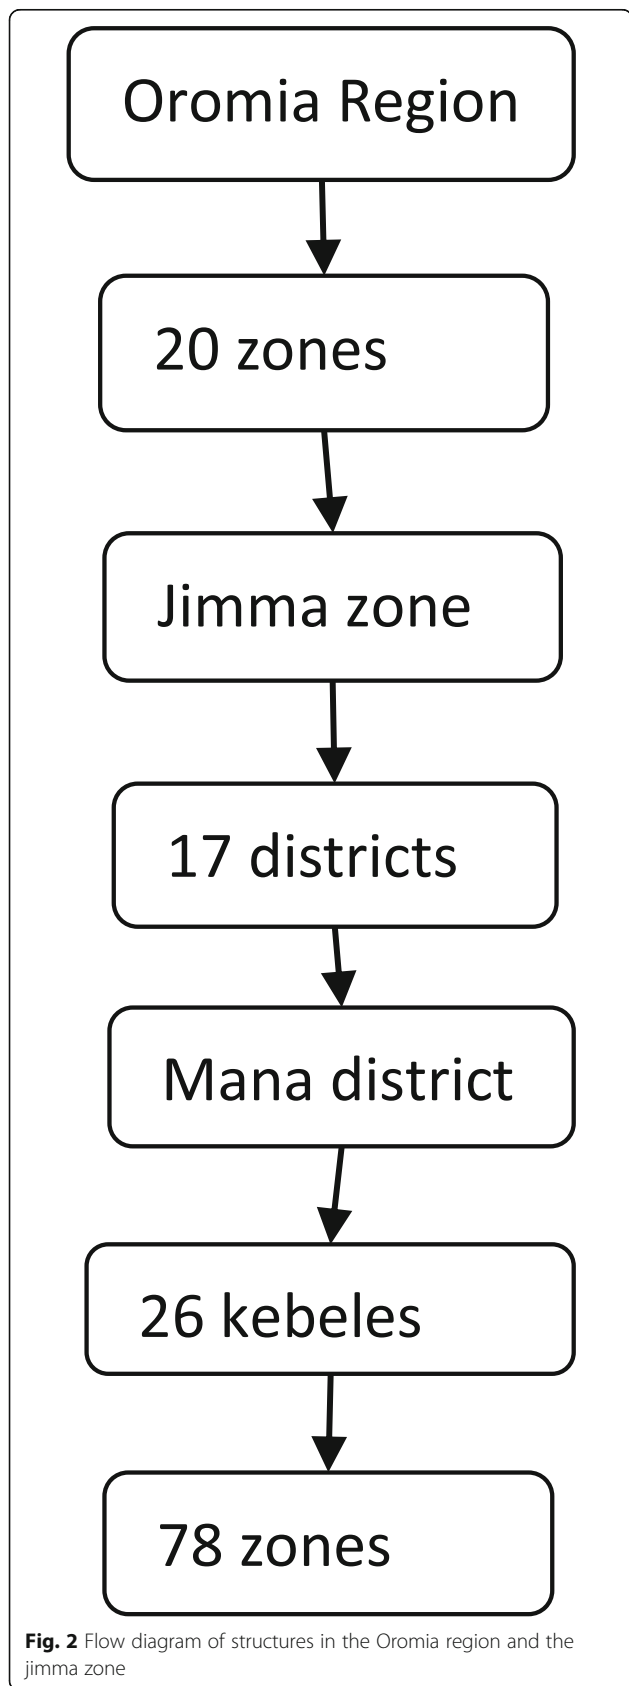 Oromia Region
20 zones
Jimma zone
17 districts
Mana district
26 kebeles
78 zones
Fig. 2 Flow diagram of structures in the Oromia region and the
jimma zone